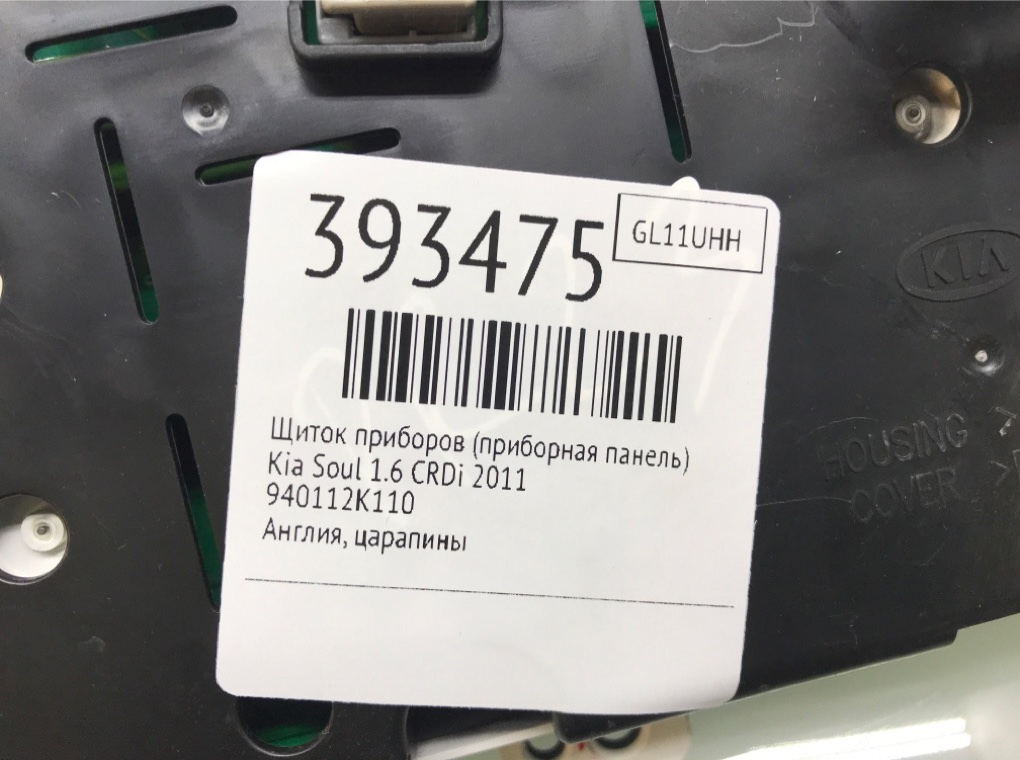 393475
GL11UHH
Щиток приборов (приборная панель)
Kia Soul 1.6 CRDi 2011
940112K110
Англия, царапины
KIA
HOUSING
COVER